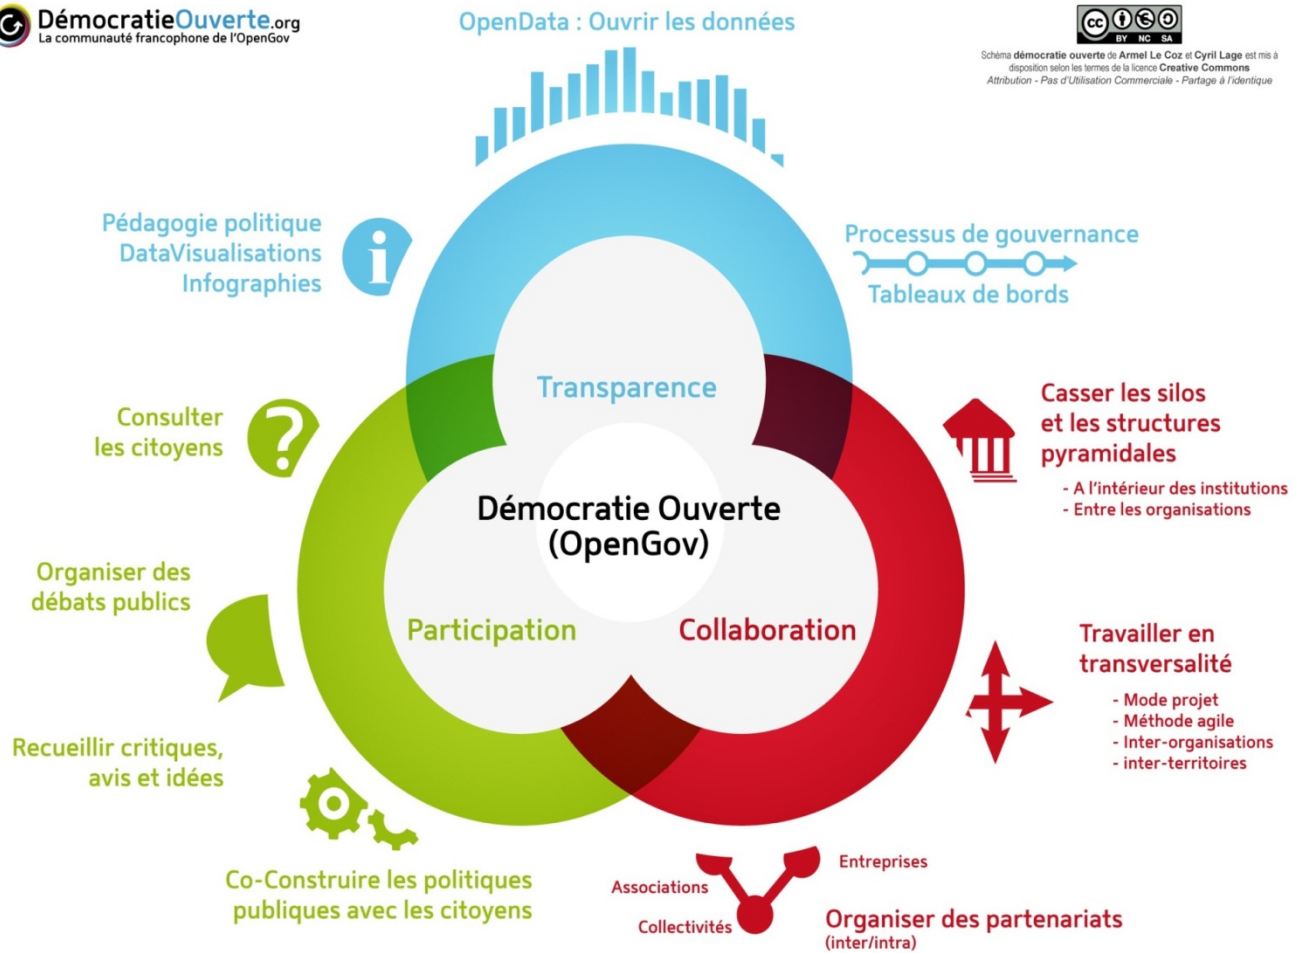 DémocratieOuverte.org
La communauté francophone de l'OpenGov
OpenData : Ouvrir les données
cc
BY NC SA
Schéma démocratie ouverte de Armel Le Coz et Cyril Lage est mis à
disposition selon les termes de la licence Creative Commons
Attribution - Pas d'Utilisation Commerciale - Partage à l'identique
Pédagogie politique
DataVisualisations
Infographies
i
Processus de gouvernance
Tableaux de bords
Transparence
Consulter
les citoyens
?
Casser les silos
et les structures
pyramidales
- A l'intérieur des institutions
- Entre les organisations
Démocratie Ouverte
(OpenGov)
Organiser des
débats publics
Participation
Collaboration
Travailler en
transversalité
- Mode projet
- Méthode agile
- Inter-organisations
- inter-territoires
Recueillir critiques,
avis et idées
Co-Construire les politiques
publiques avec les citoyens
Entreprises
Associations
Collectivités
Organiser des partenariats
(inter/intra)